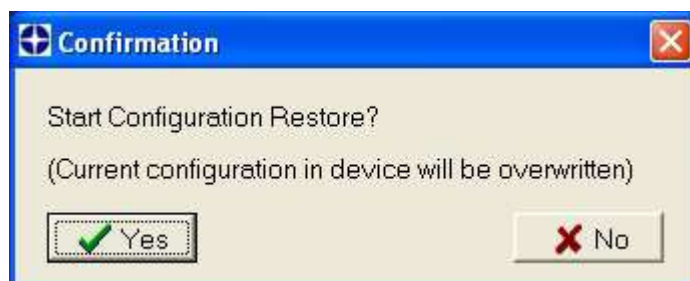 Confirmation
Start Configuration Restore?
(Current configuration in device will be overwritten)
Yes
No